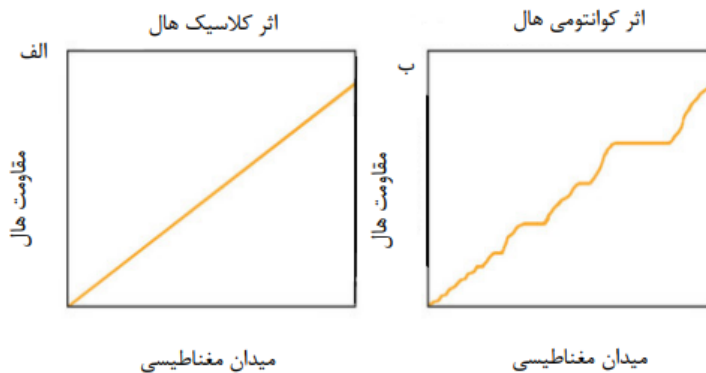 اثر کوانتومی هال
ب
مقاومت هال
میدان مغناطیسی
اثر کلاسیک هال
الف
مقاومت هال
میدان مغناطیسی